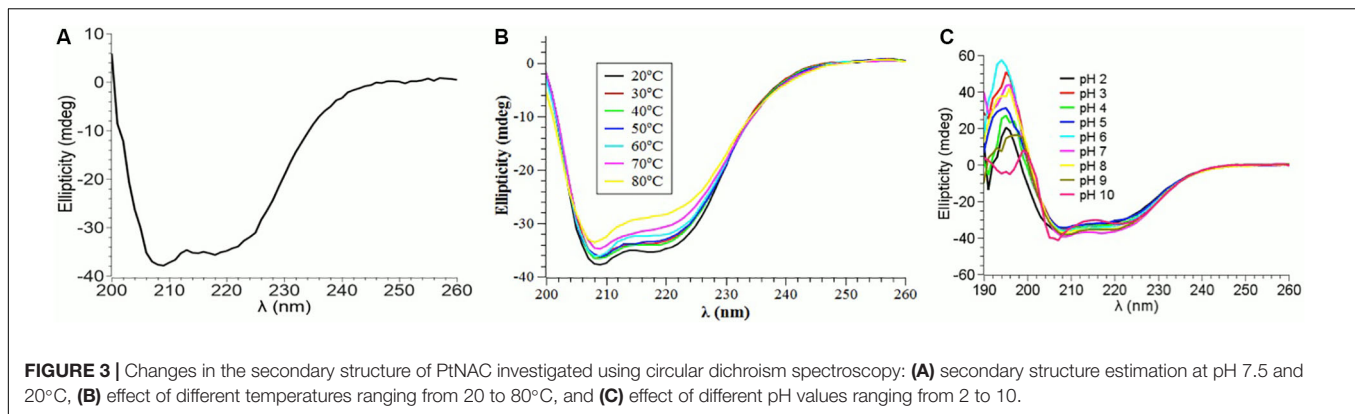 A
10
0
-10
-20
-30
-40
200 210 220 230 240 250 260
λ (nm)
Ellipticity (mdeg)
B
0
-10
-20
-30
-40
200 210 220 230 240 250 260
λ (nm)
Ellipticity (mdeg)
20°C
30°C
40°C
50°C
60°C
70°C
80°C
C
60
40
20
0
-20
-40
-60
190 200 210 220 230 240 250 260
λ (nm)
Ellipticity (mdeg)
pH 2
pH 3
pH 4
pH 5
pH 6
pH 7
pH 8
pH 9
pH 10
FIGURE 3 | Changes in the secondary structure of PtNAC investigated using circular dichroism spectroscopy: (A) secondary structure estimation at pH 7.5 and
20°C, (B) effect of different temperatures ranging from 20 to 80°C, and (C) effect of different pH values ranging from 2 to 10.